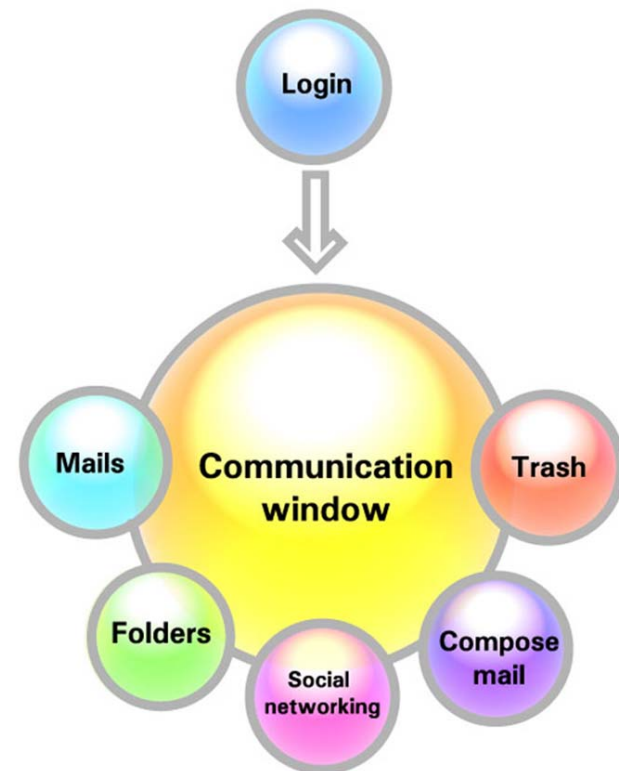 Login
Communication
window
Mails
Trash
Folders
Compose
mail
Social
networking